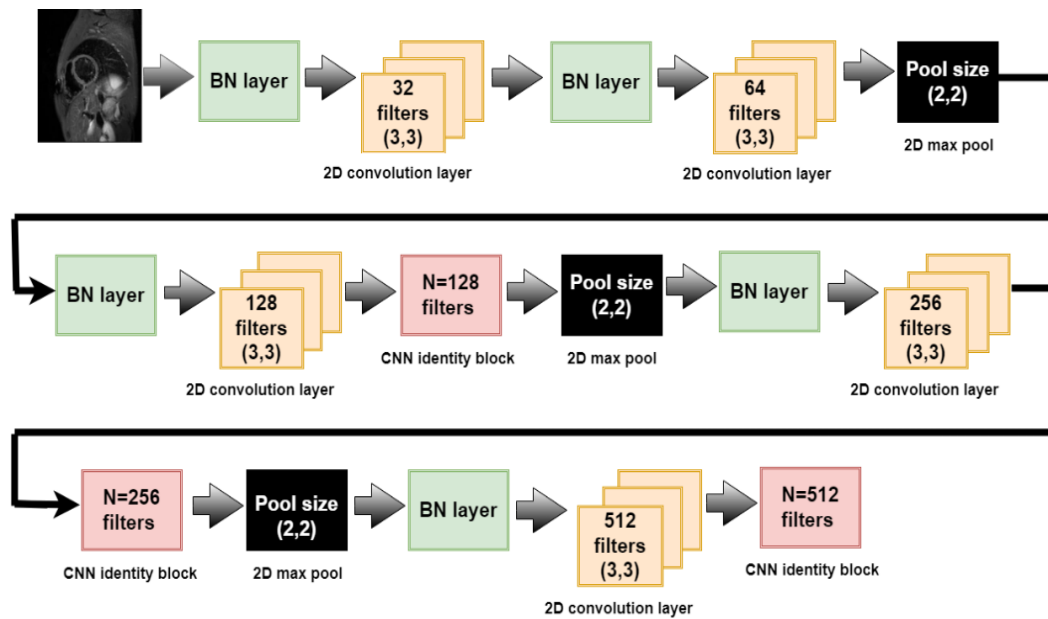 BN layer
32
filters
(3,3)
2D convolution layer
BN layer
64
filters
(3,3)
2D convolution layer
Pool size
(2,2)
2D max pool
BN layer
128
filters
(3,3)
2D convolution layer
N=128
filters
CNN identity block
Pool size
(2,2)
2D max pool
BN layer
256
filters
(3,3)
2D convolution layer
N=256
filters
CNN identity block
Pool size
(2,2)
2D max pool
BN layer
512
filters
(3,3)
2D convolution layer
N=512
filters
CNN identity block